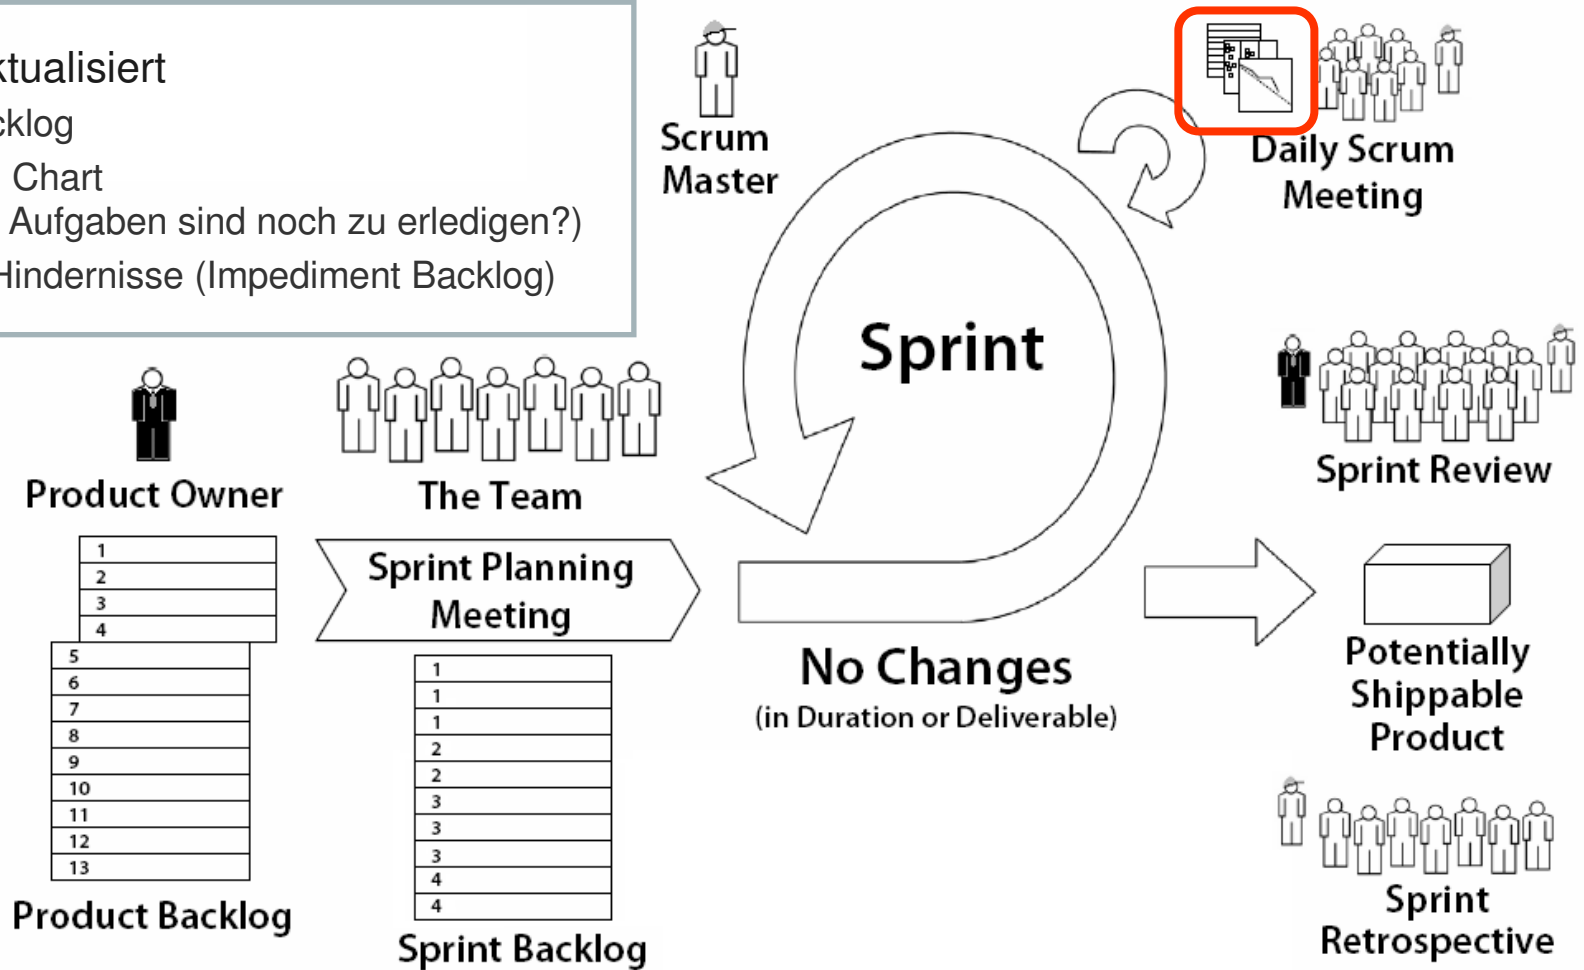 ktualisiert
cklog
Chart
Aufgaben sind noch zu erledigen?)
Hindernisse (Impediment Backlog)
Scrum
Master
Daily Scrum
Meeting
Sprint
Product Owner
The Team
Sprint Review
1
2
3
4
5
6
7
8
9
10
11
12
13
Product Backlog
Sprint Planning
Meeting
1
1
1
2
2
3
3
3
4
4
Sprint Backlog
No Changes
(in Duration or Deliverable)
Potentially
Shippable
Product
Sprint
Retrospective